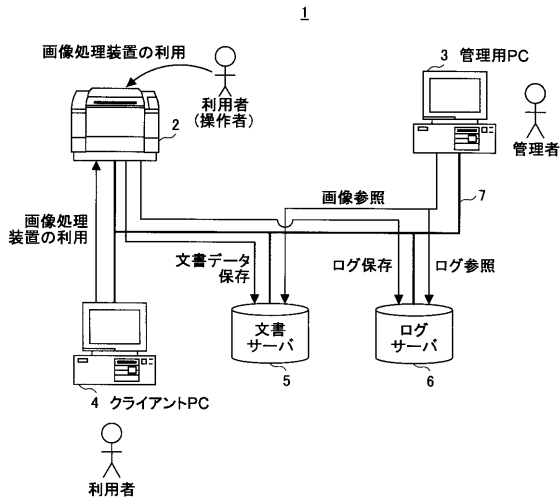 1
画像処理装置の利用
利用者
(操作者)
2
3 管理用PC
管理者
画像参照
7
画像処理
装置の利用
文書データ
保存
ログ保存
ログ参照
文書
サーバ
5
ログ
サーバ
6
4 クライアントPC
利用者